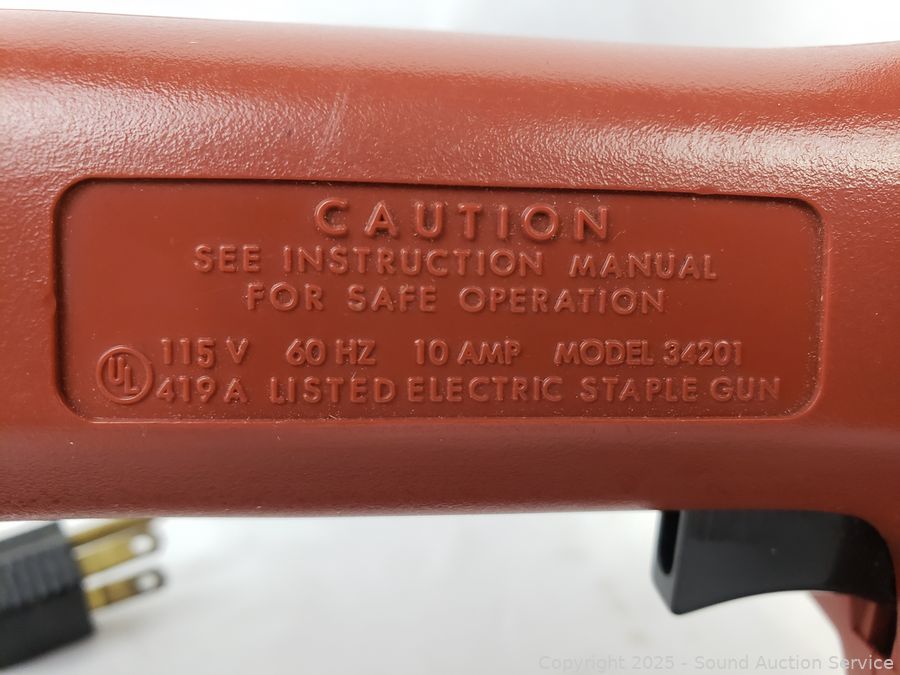 CAUTION
SEE INSTRUCTION MANUAL
FOR SAFE OPERATION
115 V 60 HZ 10 AMP MODEL 34201
UL 419A LISTED ELECTRIC STAPLE GUN
Copyright 2025 - Sound Auction Service